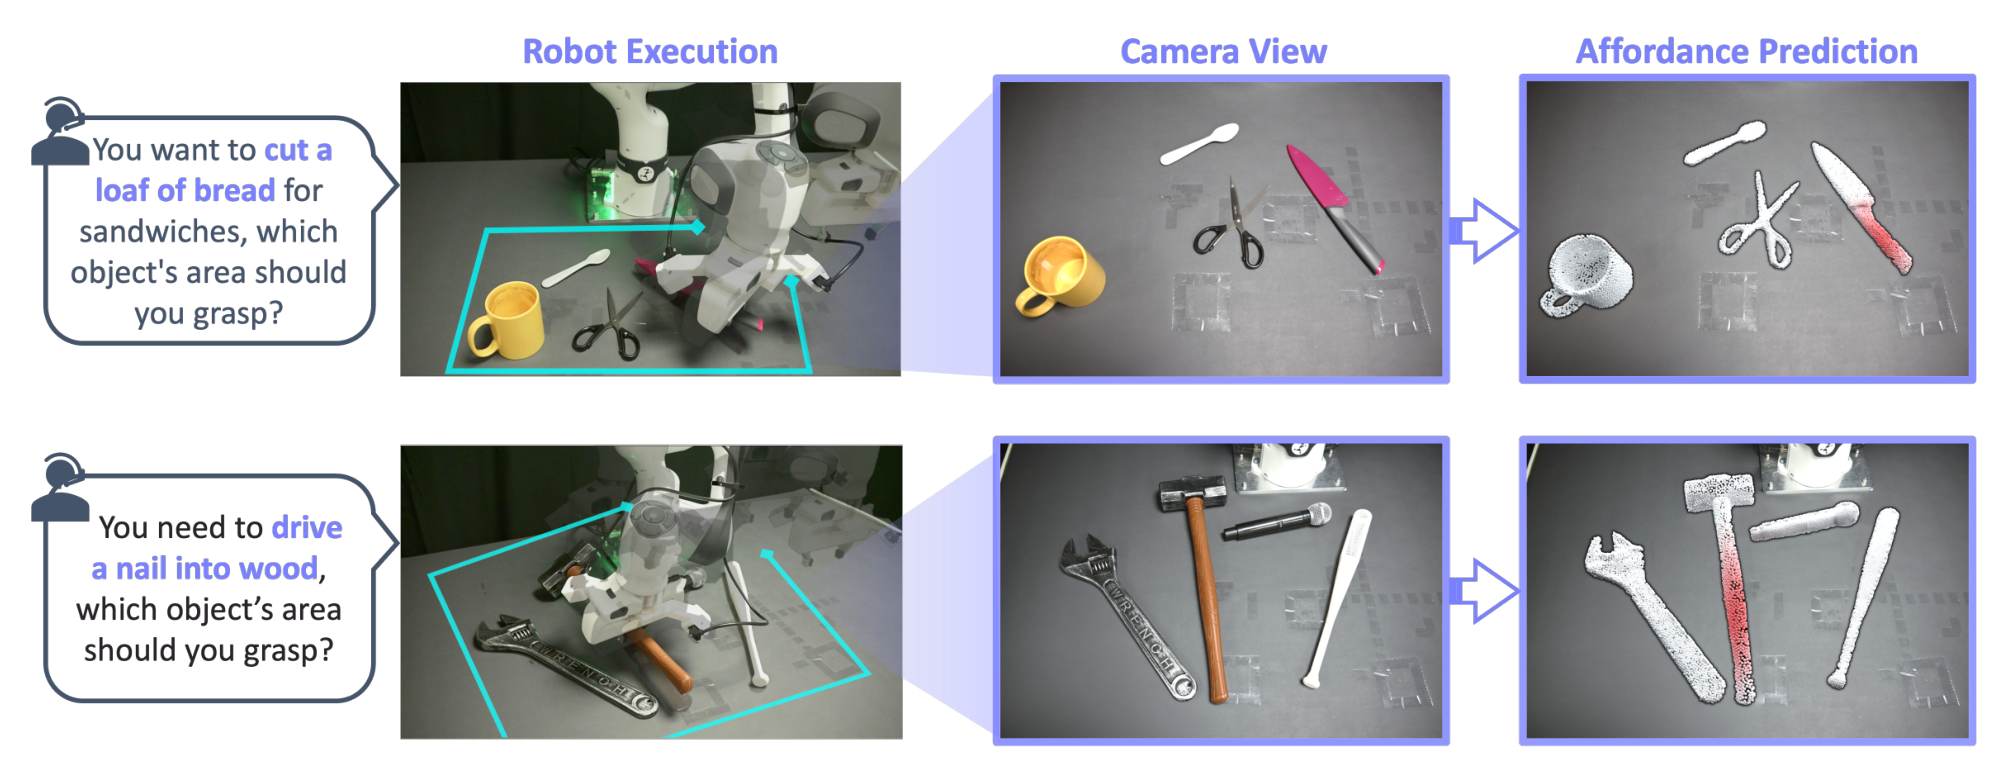 Robot Execution
Camera View
Affordance Prediction
You want to cut a
loaf of bread for
sandwiches, which
object's area should
you grasp?
You need to drive
a nail into wood,
which object’s area
should you grasp?
WRENCH
WRENCH